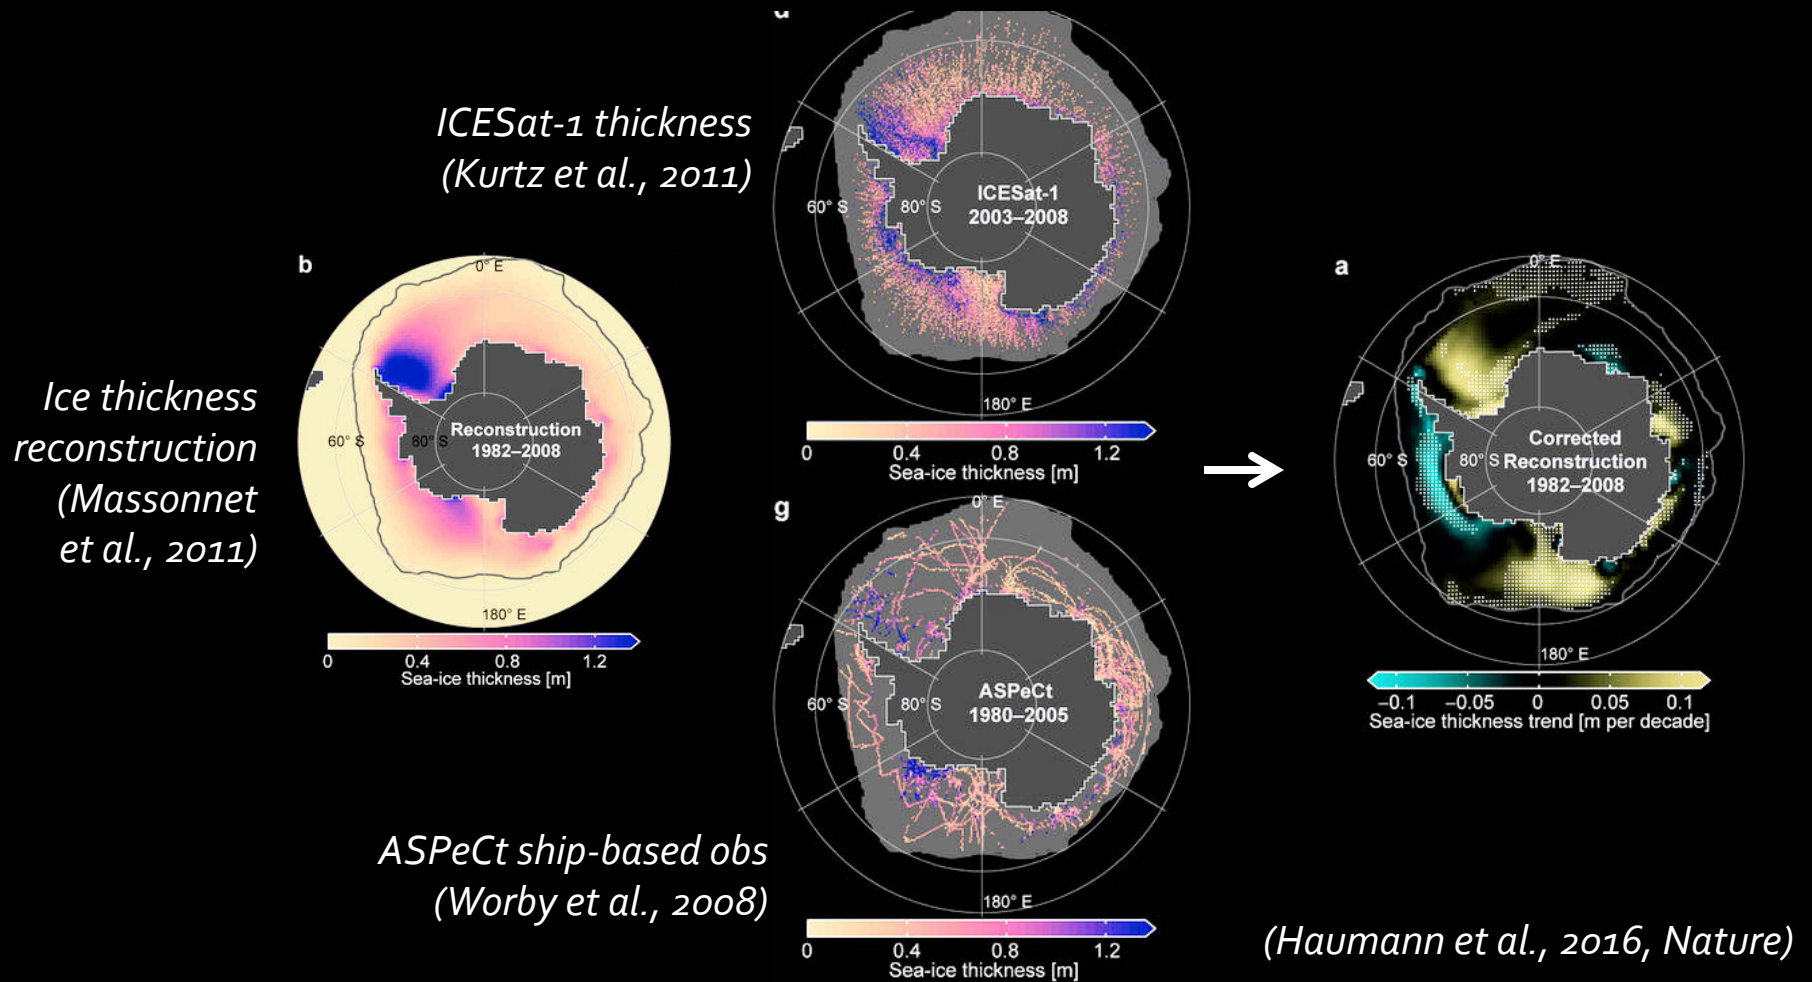 ICESat-1 thickness
(Kurtz et al., 2011)
d
ICESat-1
2003–2008
60° S
80° S
180° E
0
0.4
0.8
1.2
Sea-ice thickness [m]
Ice thickness
reconstruction
(Massonnet
et al., 2011)
b
0° E
Reconstruction
1982–2008
60° S
80° S
180° E
0
0.4
0.8
1.2
Sea-ice thickness [m]
g
0° E
ASPeCt
1980–2005
60° S
80° S
180° E
0
0.4
0.8
1.2
Sea-ice thickness [m]
ASPeCt ship-based obs
(Worby et al., 2008)
a
0° E
Corrected
Reconstruction
1982–2008
60° S
80° S
180° E
−0.1
−0.05
0
0.05
0.1
Sea-ice thickness trend [m per decade]
(Haumann et al., 2016, Nature)